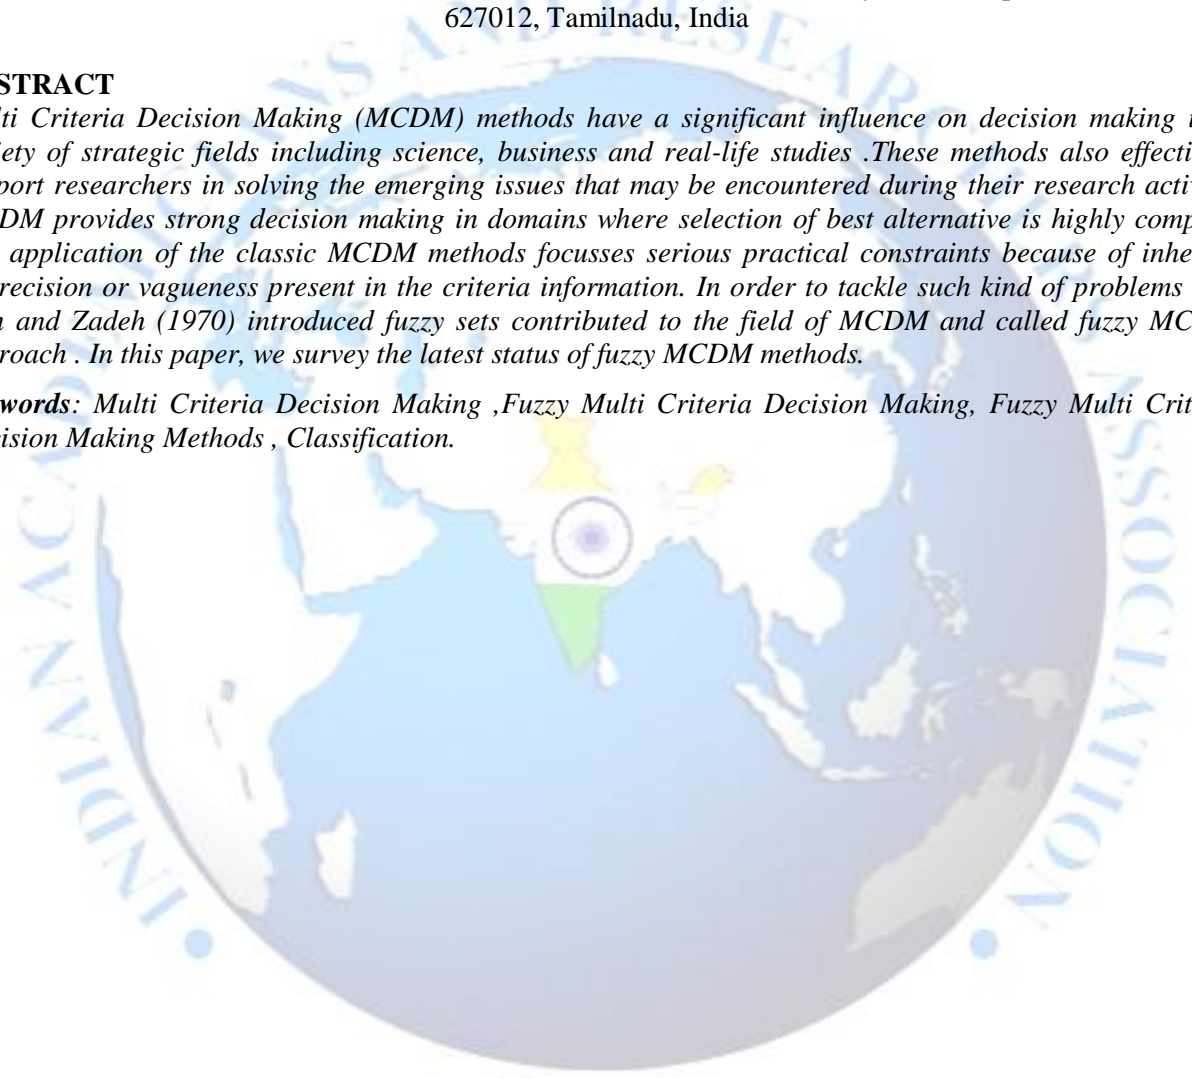 627012, Tamilnadu, India
STRACT
lti Criteria Decision Making (MCDM) methods have a significant influence on decision making i
iety of strategic fields including science, business and real-life studies .These methods also effecti
port researchers in solving the emerging issues that may be encountered during their research activ
DM provides strong decision making in domains where selection of best alternative is highly comp
application of the classic MCDM methods focusses serious practical constraints because of inhe
recision or vagueness present in the criteria information. In order to tackle such kind of problems
n and Zadeh (1970) introduced fuzzy sets contributed to the field of MCDM and called fuzzy MC
roach . In this paper, we survey the latest status of fuzzy MCDM methods.
words: Multi Criteria Decision Making ,Fuzzy Multi Criteria Decision Making, Fuzzy Multi Crit
ision Making Methods , Classification.
INDIAN ACADEMICIANS AND RESEARCHERS ASSOCIATION